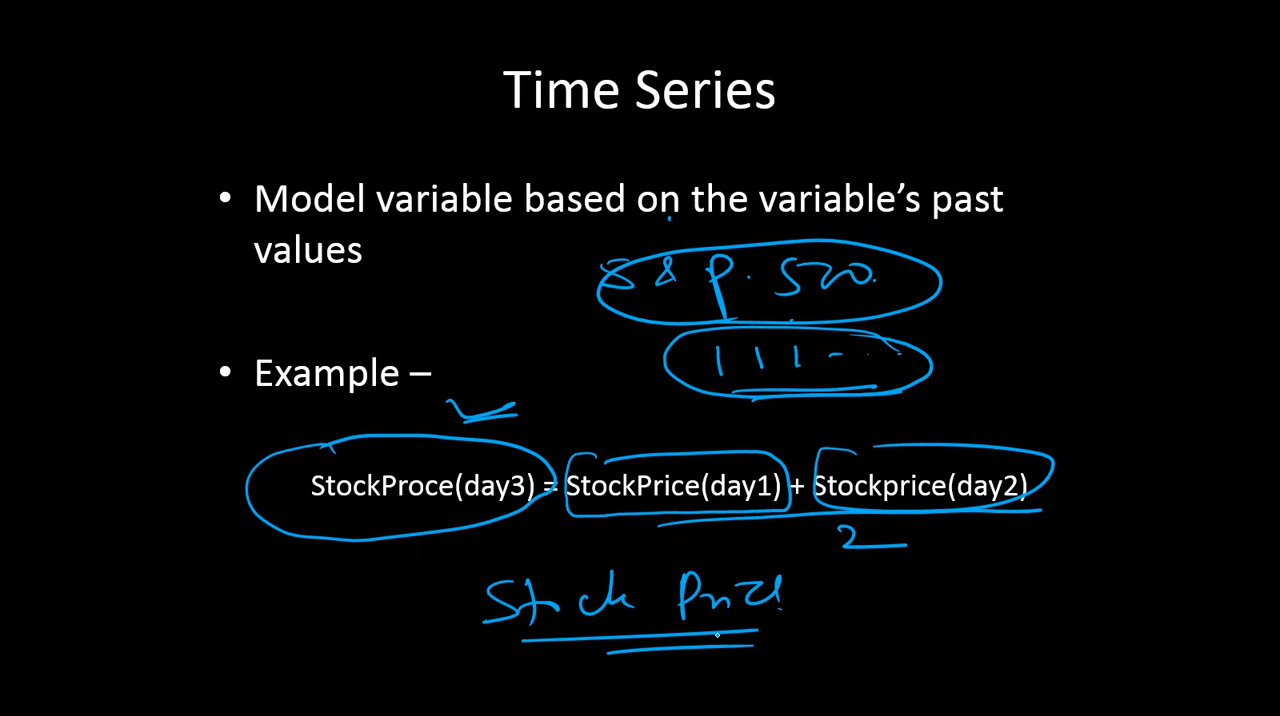 Time Series
• Model variable based on the variable’s past
values
S & P. 500.
111-..
• Example –
StockProce(day3) = StockPrice(day1) + Stockprice(day2)
2
Stock Price